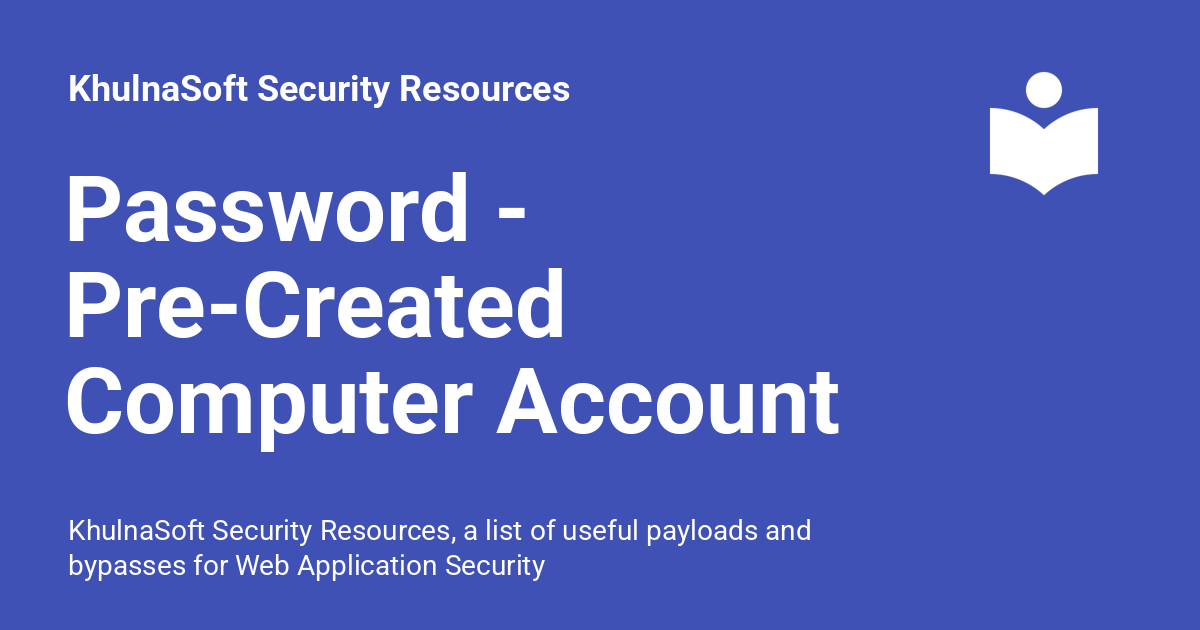 KhulnaSoft Security Resources
Password -
Pre-Created
Computer Account
KhulnaSoft Security Resources, a list of useful payloads and
bypasses for Web Application Security